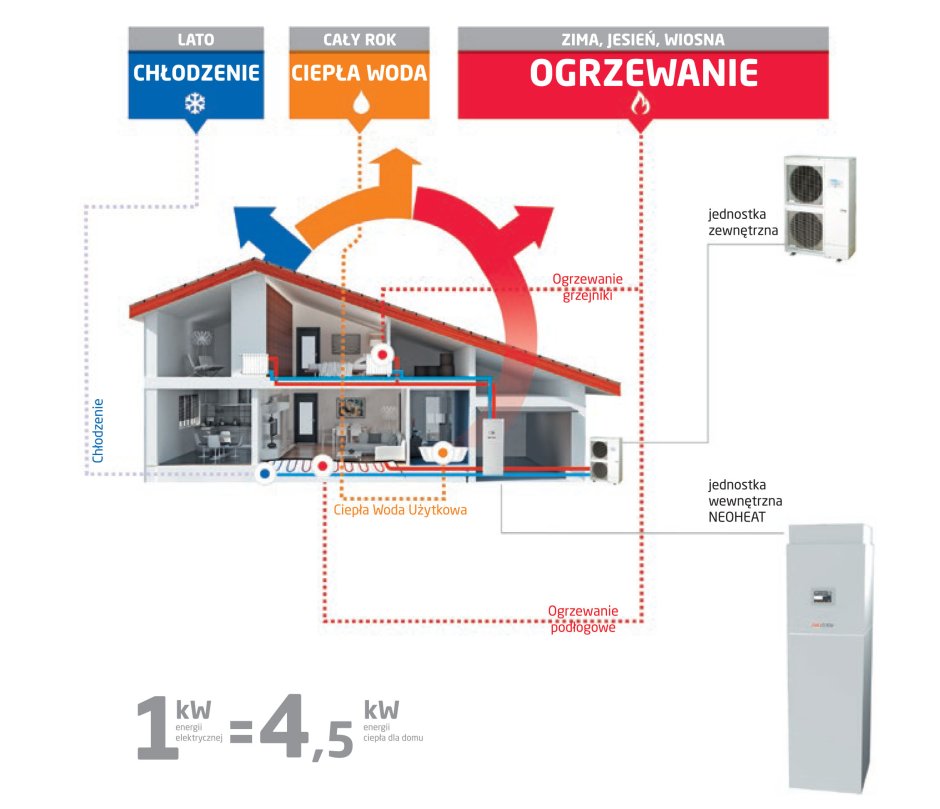 LATO
CHŁODZENIE
CAŁY ROK
CIEPŁA WODA
ZIMA, JESIEŃ, WIOSNA
OGRZEWANIE
jednostka
zewnętrzna
Ogrzewanie
grzejniki
Chłodzenie
jednostka
wewnętrzna
NEOHEAT
Ciepła Woda Użytkowa
Ogrzewanie
podłogowe
1 kW
energii
elektrycznej
=
4,5 kW
energii
ciepła dla domu